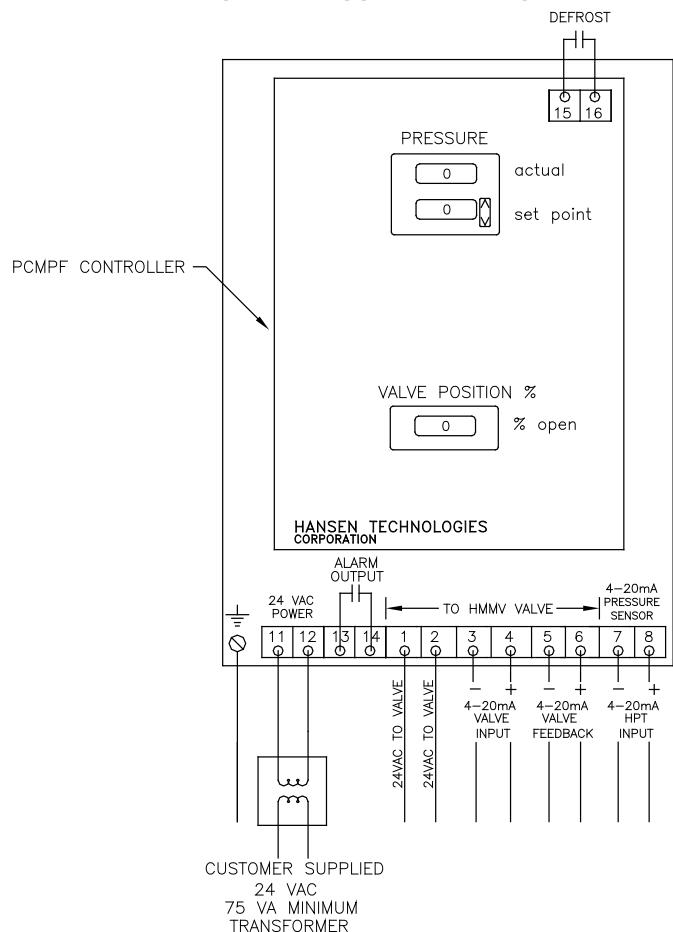 DEFROST
15 16
PRESSURE
0 actual
0 set point
PCMPF CONTROLLER
VALVE POSITION %
0 % open
HANSEN TECHNOLOGIES
CORPORATION
ALARM
OUTPUT
24 VAC
POWER
TO HMMV VALVE
4-20mA
PRESSURE
SENSOR
11 12 13 14 1 2 3 4 5 6 7 8
24VAC TO VALVE
24VAC TO VALVE
- +
4-20mA
VALVE
INPUT
- +
4-20mA
VALVE
FEEDBACK
- +
4-20mA
HPT
INPUT
CUSTOMER SUPPLIED
24 VAC
75 VA MINIMUM
TRANSFORMER